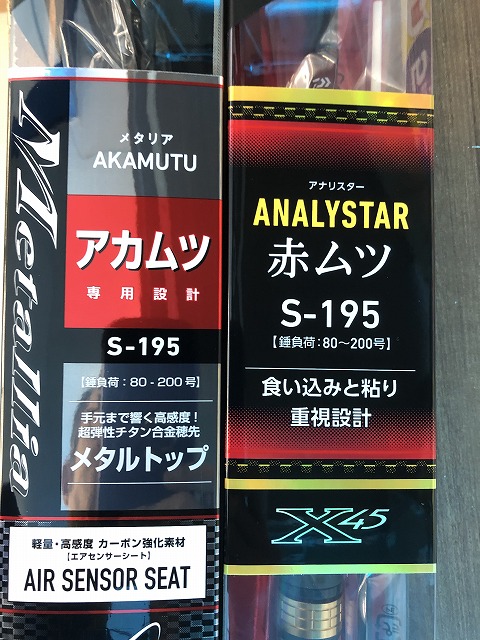 Metallia
メタリア
AKAMUTU
アカムツ
専用設計
S-195
【錘負荷：80-200号】
手元まで響く高感度！
超弾性チタン合金穂先
メタルトップ
軽量・高感度 カーボン強化素材
【エアセンサーシート】
AIR SENSOR SEAT
アナリスター
ANALYSTAR
赤ムツ
S-195
【錘負荷：80〜200号】
食い込みと粘り
重視設計
X45